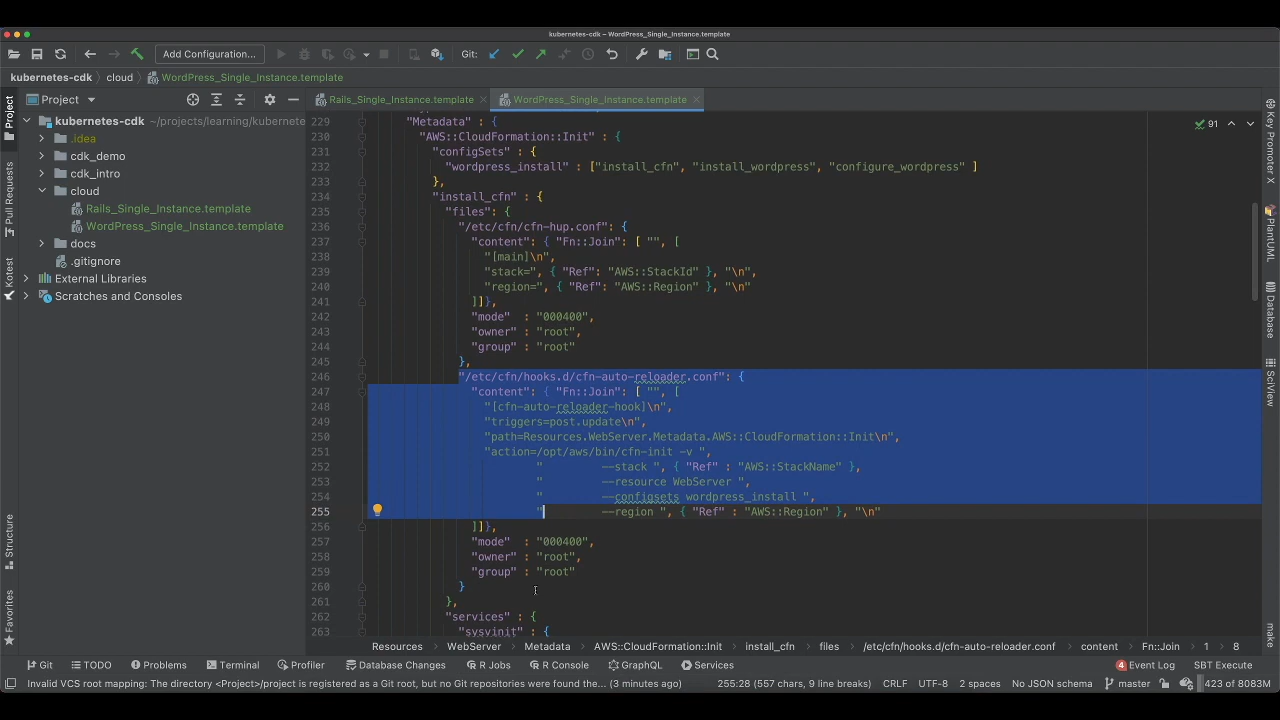 kubernetes-cdk – WordPress_Single_Instance.template
Add Configuration...
Git:
kubernetes-cdk
cloud
WordPress_Single_Instance.template
Project
Rails_Single_Instance.template
WordPress_Single_Instance.template
kubernetes-cdk ~/projects/learning/kubernete
.idea
cdk_demo
cdk_intro
cloud
Rails_Single_Instance.template
WordPress_Single_Instance.template
docs
.gitignore
External Libraries
Scratches and Consoles
Project
Pull Requests
Kotest
Structure
Favorites
91
229 "Metadata" : {
230 "AWS::CloudFormation::Init" : {
231 "configSets" : {
232 "wordpress_install" : ["install_cfn", "install_wordpress", "configure_wordpress" ]
233 },
234 "install_cfn" : {
235 "files": {
236 "/etc/cfn/cfn-hup.conf": {
237 "content": { "Fn::Join": [ "", [
238 "[main]\n",
239 "stack=", { "Ref": "AWS::StackId" }, "\n",
240 "region=", { "Ref": "AWS::Region" }, "\n"
241 ]]},
242 "mode" : "000400",
243 "owner" : "root",
244 "group" : "root"
245 },
246 "/etc/cfn/hooks.d/cfn-auto-reloader.conf": {
247 "content": { "Fn::Join": [ "", [
248 "[cfn-auto-reloader-hook]\n",
249 "triggers=post.update\n",
250 "path=Resources.WebServer.Metadata.AWS::CloudFormation::Init\n",
251 "action=/opt/aws/bin/cfn-init -v ",
252 " --stack ", { "Ref" : "AWS::StackName" },
253 " --resource WebServer ",
254 " --configsets wordpress_install ",
255 " --region ", { "Ref" : "AWS::Region" }, "\n"
256 ]]},
257 "mode" : "000400",
258 "owner" : "root",
259 "group" : "root"
260 }
261 },
262 "services" : {
263 "sysvinit" : {
Key Promoter X
PlantUML
Database
SciView
make
Resources
WebServer
Metadata
AWS::CloudFormation::Init
install_cfn
files
/etc/cfn/hooks.d/cfn-auto-reloader.conf
content
Fn::Join
1
8
Git
TODO
Problems
Terminal
Profiler
Database Changes
R Jobs
R Console
GraphQL
Services
4 Event Log
SBT Execute
Invalid VCS root mapping: The directory <Project>/project is registered as a Git root, but no Git repositories were found the... (3 minutes ago)
255:28 (557 chars, 9 line breaks)
CRLF
UTF-8
2 spaces
No JSON schema
master
423 of 8083M